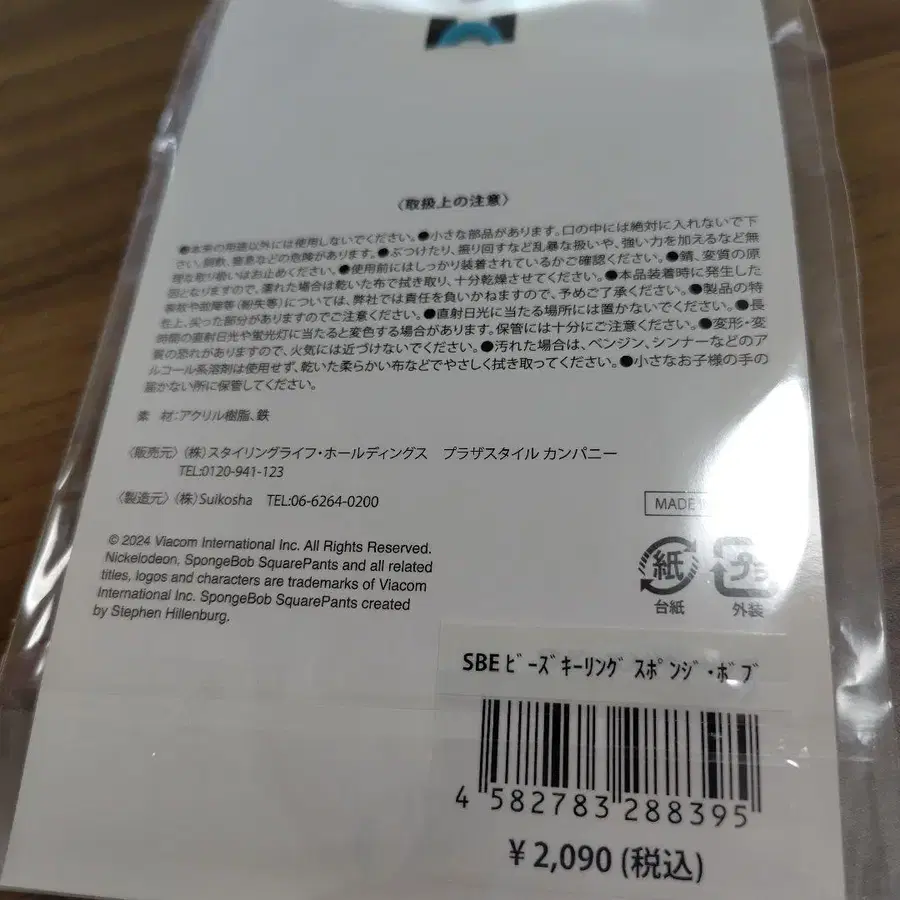 〈取扱上の注意〉
●本来の用途以外には使用しないでください。●小さな部品があります。口の中には絶対に入れないで下
さい。誤飲、窒息などの危険があります。●ぶつけたり、振り回すなど乱暴な扱いや、強い力を加えるなど無
理な取り扱いはお止めください。●使用前にはしっかり装着されているかご確認ください。●錆、変質の原
因となりますので、濡れた場合は乾いた布で拭き取り、十分乾燥させてください。●本品装着時に発生した
事故や故障等(紛失等)については、弊社では責任を負いかねますので、予めご了承ください。●製品の特
性上、尖った部分がありますのでご注意ください。●直射日光に当たる場所には置かないでください。●長
時間の直射日光や蛍光灯に当たると変色する場合があります。保管には十分にご注意ください。●変形・変
質の恐れがありますので、火気には近づけないでください。●汚れた場合は、ベンジン、シンナーなどのア
ルコール系溶剤は使用せず、乾いた柔らかい布などでやさしく拭き取ってください。●小さなお子様の手の
届かない所に保管してください。
素 材:アクリル樹脂、鉄
〈販売元〉(株)スタイリングライフ・ホールディングス プラザスタイル カンパニー
TEL:0120-941-123
〈製造元〉(株)Suikosha TEL:06-6264-0200
MADE
© 2024 Viacom International Inc. All Rights Reserved.
Nickelodeon, SpongeBob SquarePants and all related
titles, logos and characters are trademarks of Viacom
International Inc. SpongeBob SquarePants created
by Stephen Hillenburg.
紙
台紙
プラ
外装
SBE ﾋﾞｰｽﾞｷｰﾘﾝｸﾞ ｽﾎﾟﾝｼﾞ・ﾎﾞﾌﾞ
4 582783 288395
¥2,090 (税込)